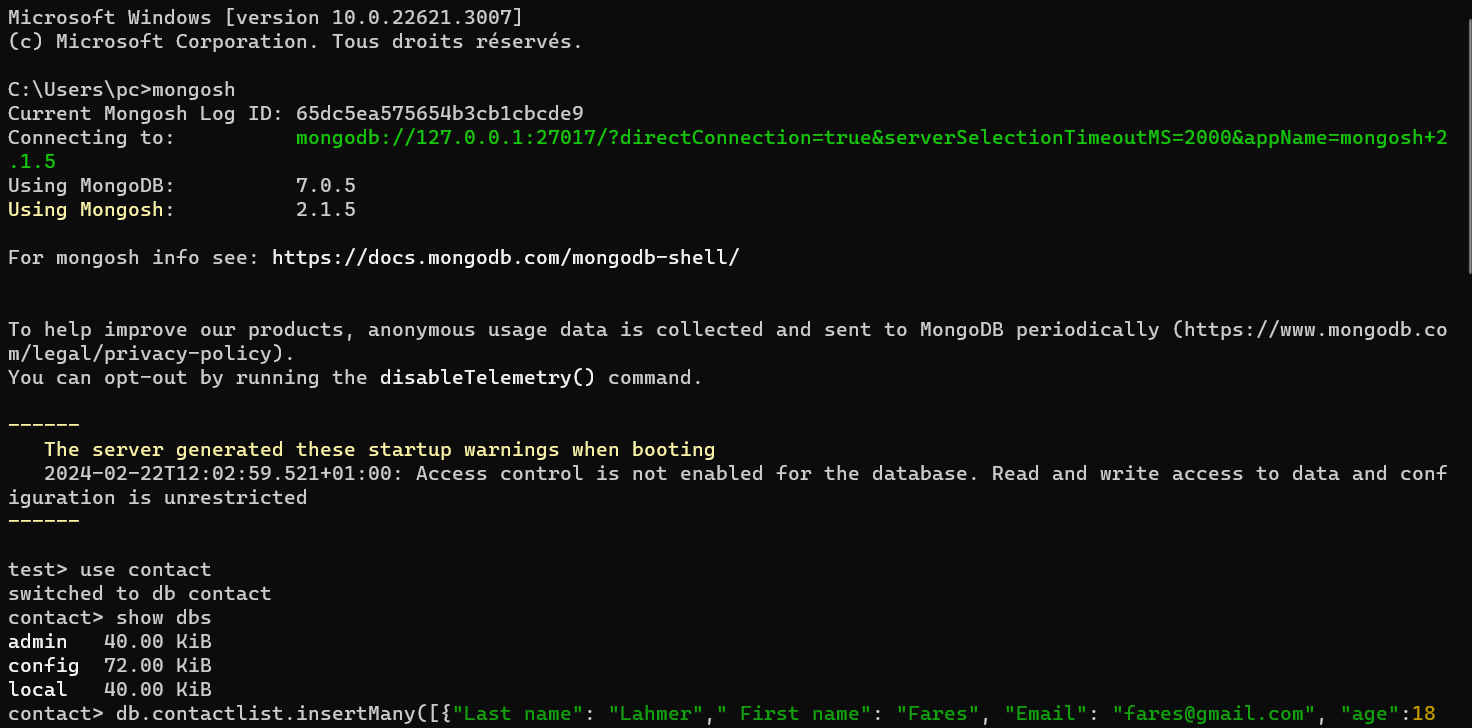 Microsoft Windows [version 10.0.22621.3007]
(c) Microsoft Corporation. Tous droits réservés.
C:\Users\pc>mongosh
Current Mongosh Log ID: 65dc5ea575654b3cb1cbcde9
Connecting to:          mongodb://127.0.0.1:27017/?directConnection=true&serverSelectionTimeoutMS=2000&appName=mongosh+2
.1.5
Using MongoDB:          7.0.5
Using Mongosh:          2.1.5
For mongosh info see: https://docs.mongodb.com/mongodb-shell/
To help improve our products, anonymous usage data is collected and sent to MongoDB periodically (https://www.mongodb.co
m/legal/privacy-policy).
You can opt-out by running the disableTelemetry() command.
------
   The server generated these startup warnings when booting
   2024-02-22T12:02:59.521+01:00: Access control is not enabled for the database. Read and write access to data and conf
iguration is unrestricted
------
test> use contact
switched to db contact
contact> show dbs
admin   40.00 KiB
config  72.00 KiB
local   40.00 KiB
contact> db.contactlist.insertMany([{"Last name": "Lahmer"," First name": "Fares", "Email": "fares@gmail.com", "age":18